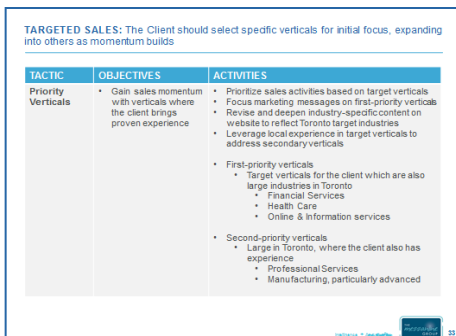 TARGETED SALES: The Client should select specific verticals for initial focus, expanding
into others as momentum builds
TACTIC OBJECTIVES ACTIVITIES
Priority
Verticals
• Gain sales momentum
with verticals where
the client brings
proven experience
• Prioritize sales activities based on target verticals
• Focus marketing messages on first-priority verticals
• Revise and deepen industry-specific content on
website to reflect Toronto target industries
• Leverage local experience in target verticals to
address secondary verticals
• First-priority verticals
• Target verticals for the client which are also
large industries in Toronto
• Financial Services
• Health Care
• Online & Information services
• Second-priority verticals
• Large in Toronto, where the client also has
experience
• Professional Services
• Manufacturing, particularly advanced
THE
GROUP
33